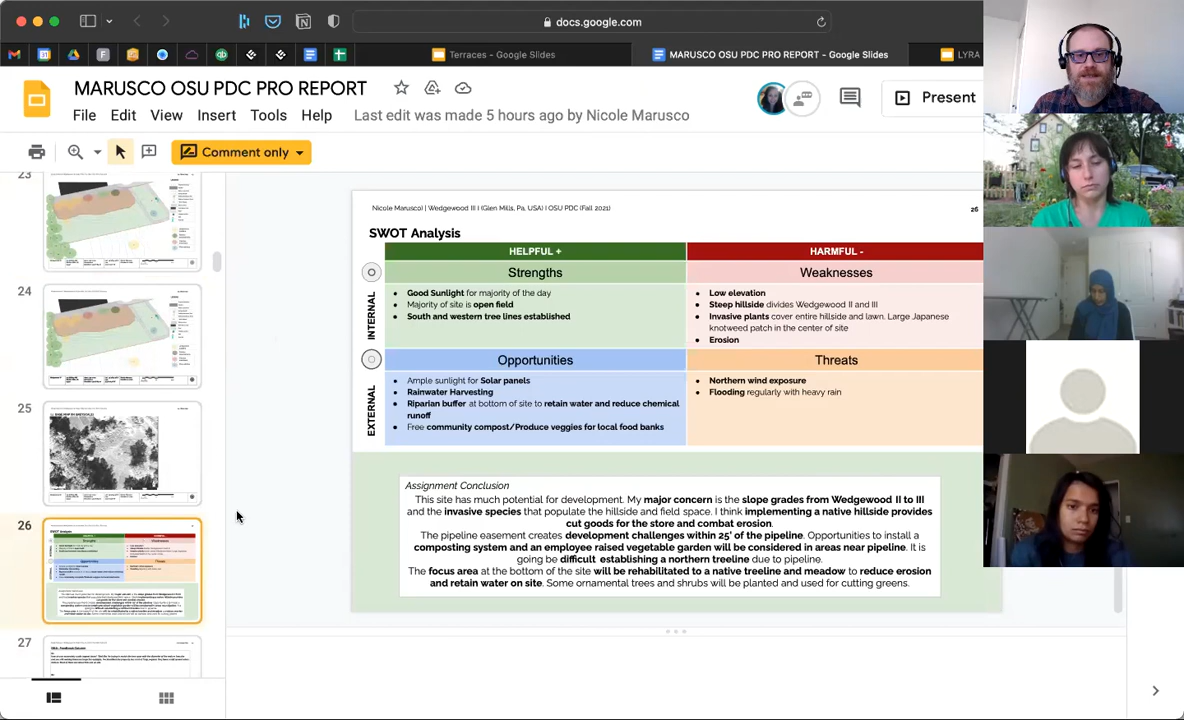 docs.google.com
Terraces - Google Slides
MARUSCO OSU PDC PRO REPORT - Google Slides
LYRA
MARUSCO OSU PDC PRO REPORT
File Edit View Insert Tools Help
Last edit was made 5 hours ago by Nicole Marusco
Present
Comment only
23
24
25
26
27
Nicole Marusco| | Wedgewood III I (Glen Mills, Pa. USA) I OSU PDC (Fall 2021)
26
SWOT Analysis
HELPFUL +
HARMFUL -
Strengths
Weaknesses
INTERNAL
Good Sunlight for majority of the day
Majority of site is open field
South and western tree lines established
Low elevation
Steep hillside divides Wedgewood II and III
Invasive plants cover entire hillside and lawn. Large Japanese
knotweed patch in the center of site
Erosion
Opportunities
Threats
EXTERNAL
Ample sunlight for Solar panels
Rainwater Harvesting
Riparian buffer at bottom of site to retain water and reduce chemical
runoff
Free community compost/Produce veggies for local food banks
Northern wind exposure
Flooding regularly with heavy rain
Assignment Conclusion
This site has much potential for development. My major concern is the slope grades from Wedgewood II to III
and the invasive species that populate the hillside and field space. I think implementing a native hillside provides
cut goods for the store and combat erosion.
The pipeline easement creates development challenges within 25' of the pipeline. Opportunities to install a
composting system and an employee raised vegetable garden will be considered in areas near pipeline. It is
going be difficult establishing a northern treeline due to pipeline.
The focus area at the bottom of the site will be rehabilitated to a native treeline and meadow to reduce erosion
and retain water on site. Some ornamental trees and shrubs will be planted and used for cutting greens.